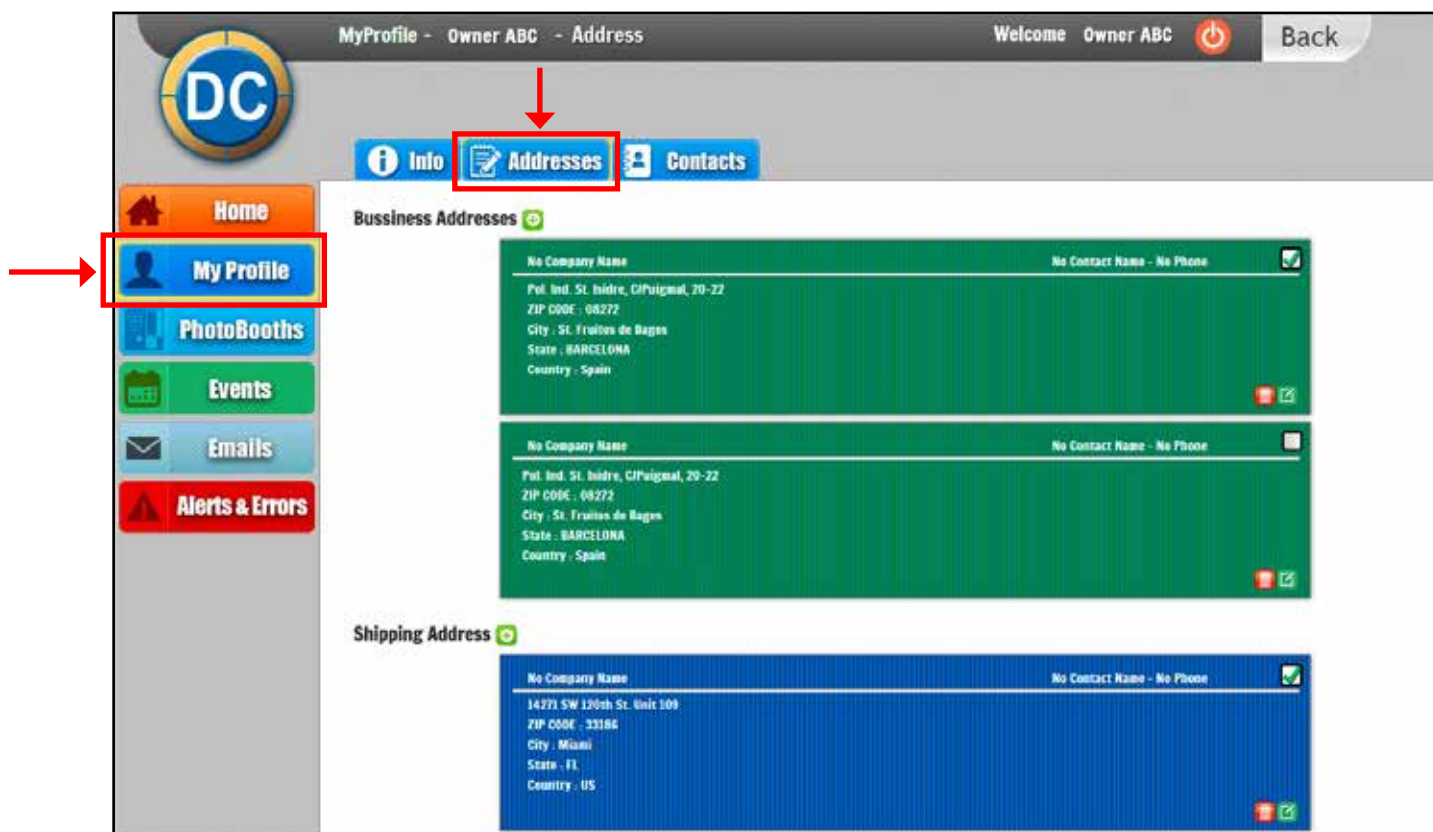 MyProfile - Owner ABC - Address
Welcome Owner ABC
Back
DC
Info
Addresses
Contacts
Home
My Profile
PhotoBooths
Events
Emails
Alerts & Errors
Bussiness Addresses
No Company Name
No Contact Name - No Phone
Pol. Ind. St. Isidre, C/Puigmal, 20-22
ZIP CODE : 08272
City : St. Fruitos de Bages
State : BARCELONA
Country : Spain
No Company Name
No Contact Name - No Phone
Pol. Ind. St. Isidre, C/Puigmal, 20-22
ZIP CODE : 08272
City : St. Fruitos de Bages
State : BARCELONA
Country : Spain
Shipping Address
No Company Name
No Contact Name - No Phone
14271 SW 120th St. Unit 109
ZIP CODE : 33186
City : Miami
State : FL
Country : US